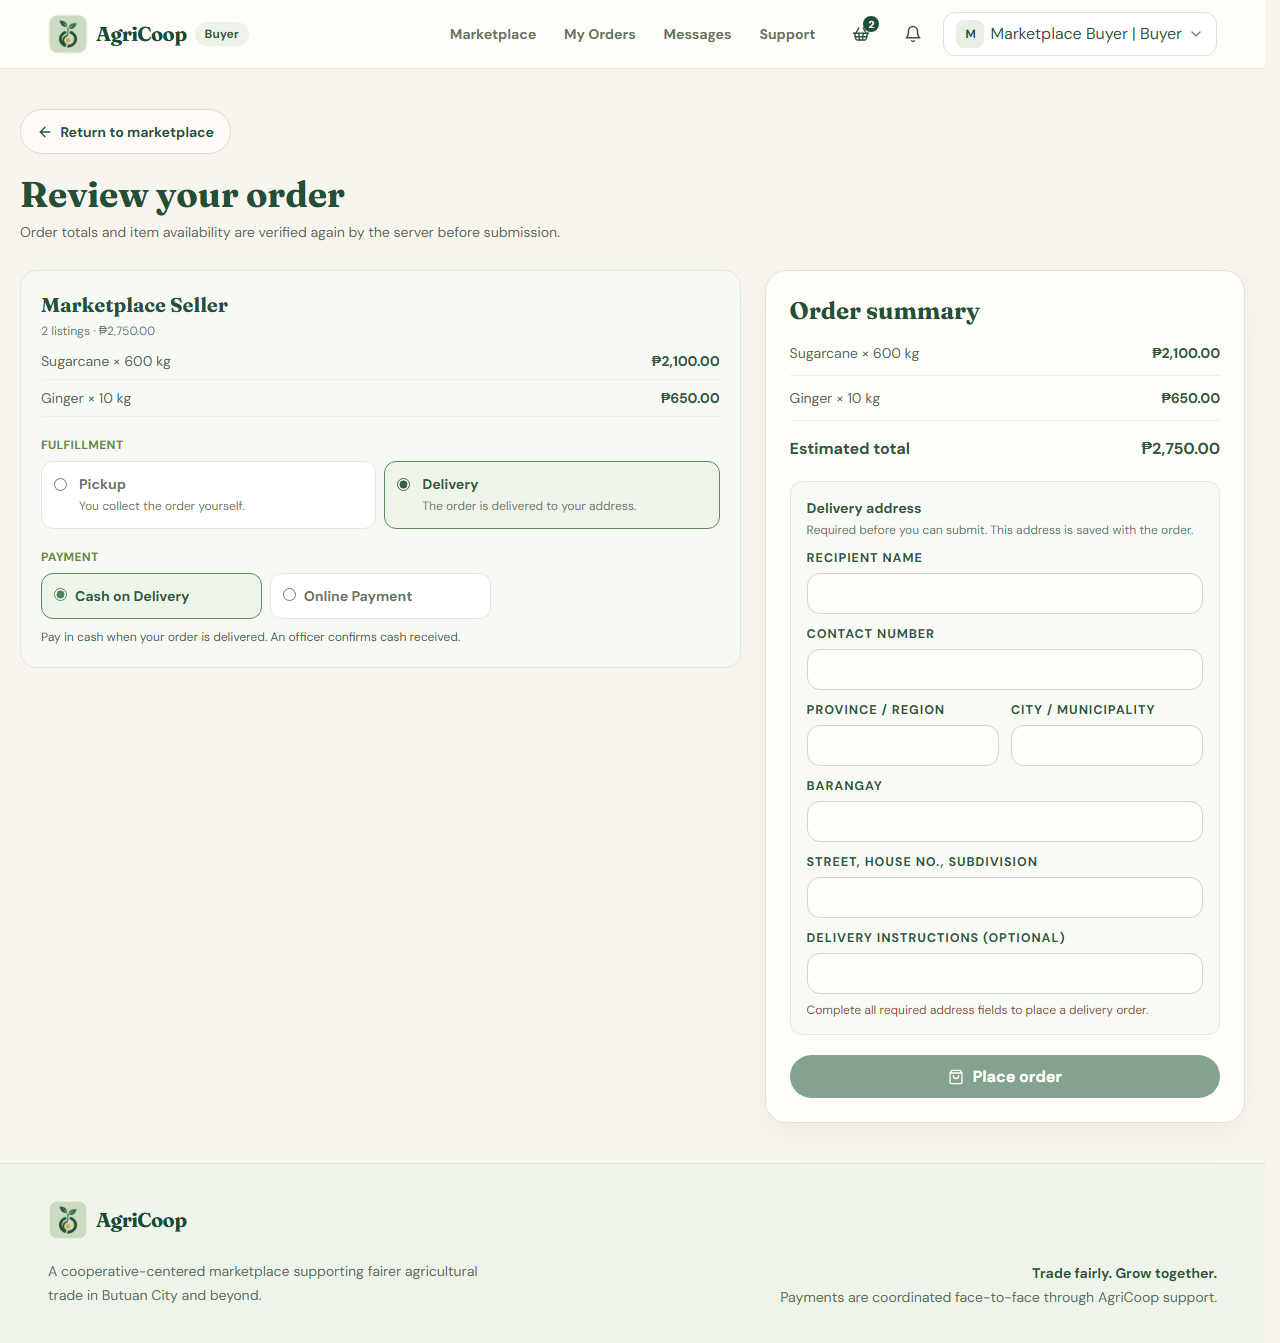 AgriCoop Buyer Marketplace My Orders Messages Support 2 M Marketplace Buyer | Buyer
Return to marketplace
Review your order
Order totals and item availability are verified again by the server before submission.
Marketplace Seller
2 listings · ₱2,750.00
Sugarcane × 600 kg ₱2,100.00
Ginger × 10 kg ₱650.00
FULFILLMENT
Pickup
You collect the order yourself.
Delivery
The order is delivered to your address.
PAYMENT
Cash on Delivery
Online Payment
Pay in cash when your order is delivered. An officer confirms cash received.
Order summary
Sugarcane × 600 kg ₱2,100.00
Ginger × 10 kg ₱650.00
Estimated total ₱2,750.00
Delivery address
Required before you can submit. This address is saved with the order.
RECIPIENT NAME
CONTACT NUMBER
PROVINCE / REGION CITY / MUNICIPALITY
BARANGAY
STREET, HOUSE NO., SUBDIVISION
DELIVERY INSTRUCTIONS (OPTIONAL)
Complete all required address fields to place a delivery order.
Place order
AgriCoop
A cooperative-centered marketplace supporting fairer agricultural
trade in Butuan City and beyond.
Trade fairly. Grow together.
Payments are coordinated face-to-face through AgriCoop support.